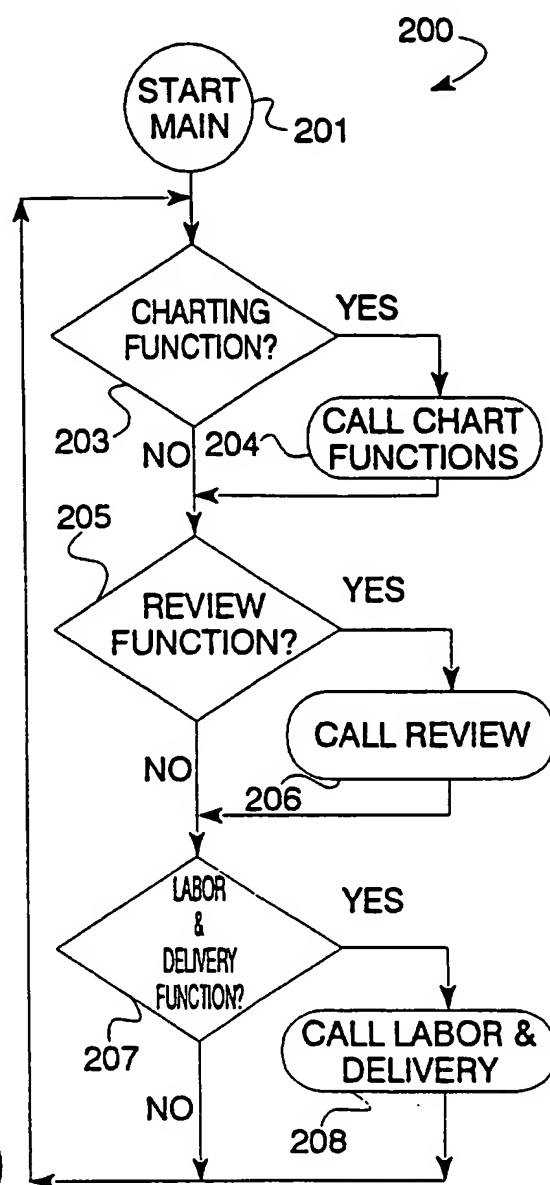 200
START
MAIN
201
CHARTING
FUNCTION?
YES
203
NO
204
CALL CHART
FUNCTIONS
205
REVIEW
FUNCTION?
YES
CALL REVIEW
NO
206
LABOR
&
DELIVERY
FUNCTION?
YES
207
CALL LABOR &
DELIVERY
NO
208